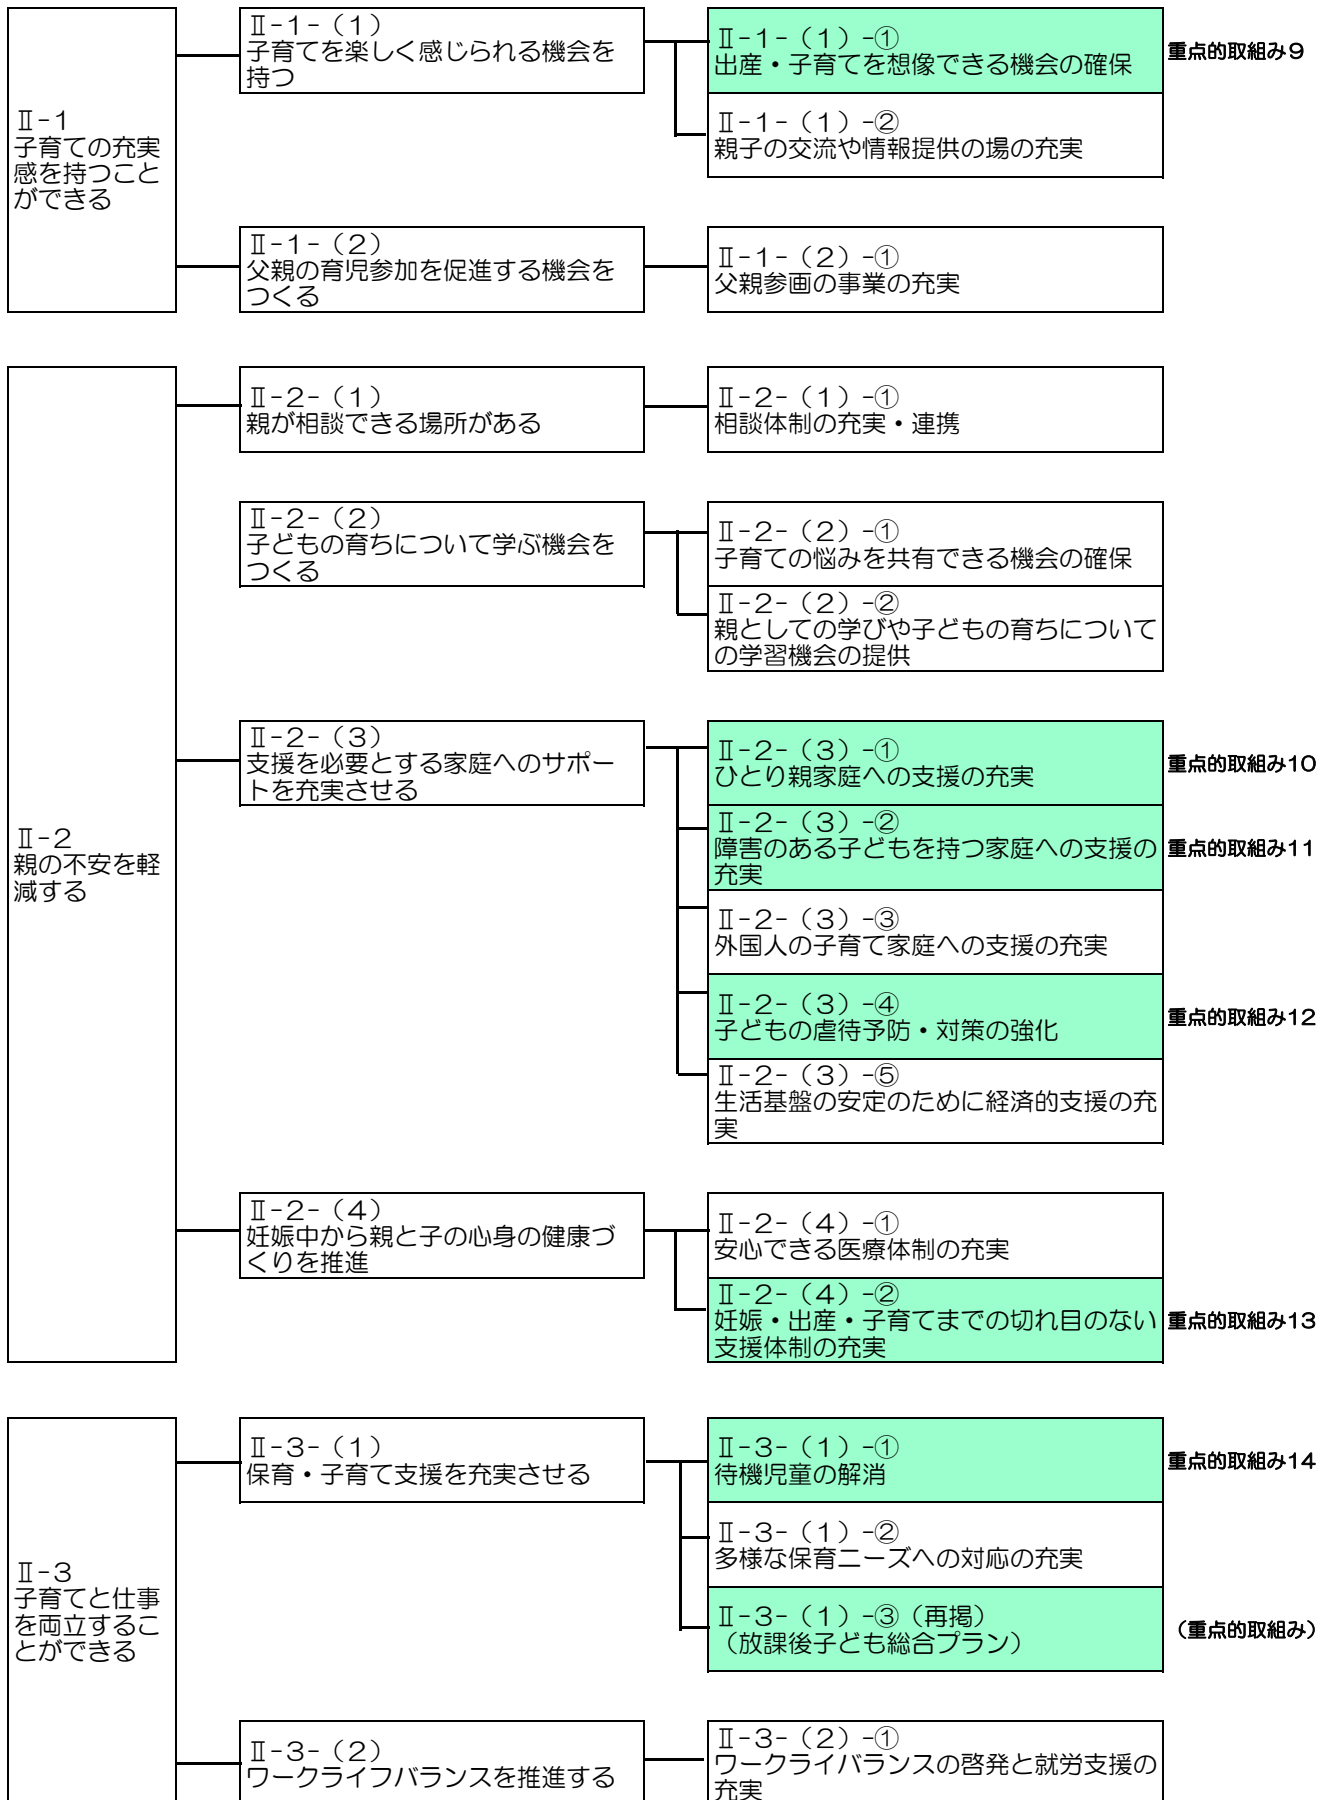 Ⅱ-1
子育ての充実
感を持つこと
ができる
Ⅱ-1-（1）
子育てを楽しく感じられる機会を
持つ
Ⅱ-1-（1）-①
出産・子育てを想像できる機会の確保
重点的取組み9
Ⅱ-1-（1）-②
親子の交流や情報提供の場の充実
Ⅱ-1-（2）
父親の育児参加を促進する機会を
つくる
Ⅱ-1-（2）-①
父親参画の事業の充実
Ⅱ-2
親の不安を軽
減する
Ⅱ-2-（1）
親が相談できる場所がある
Ⅱ-2-（1）-①
相談体制の充実・連携
Ⅱ-2-（2）
子どもの育ちについて学ぶ機会を
つくる
Ⅱ-2-（2）-①
子育ての悩みを共有できる機会の確保
Ⅱ-2-（2）-②
親としての学びや子どもの育ちについて
の学習機会の提供
Ⅱ-2-（3）
支援を必要とする家庭へのサポー
トを充実させる
Ⅱ-2-（3）-①
ひとり親家庭への支援の充実
重点的取組み10
Ⅱ-2-（3）-②
障害のある子どもを持つ家庭への支援の
充実
重点的取組み11
Ⅱ-2-（3）-③
外国人の子育て家庭への支援の充実
Ⅱ-2-（3）-④
子どもの虐待予防・対策の強化
重点的取組み12
Ⅱ-2-（3）-⑤
生活基盤の安定のために経済的支援の充
実
Ⅱ-2-（4）
妊娠中から親と子の心身の健康づ
くりを推進
Ⅱ-2-（4）-①
安心できる医療体制の充実
Ⅱ-2-（4）-②
妊娠・出産・子育てまでの切れ目のない
支援体制の充実
重点的取組み13
Ⅱ-3
子育てと仕事
を両立するこ
とができる
Ⅱ-3-（1）
保育・子育て支援を充実させる
Ⅱ-3-（1）-①
待機児童の解消
重点的取組み14
Ⅱ-3-（1）-②
多様な保育ニーズへの対応の充実
Ⅱ-3-（1）-③（再掲）
（放課後子ども総合プラン）
（重点的取組み）
Ⅱ-3-（2）
ワークライフバランスを推進する
Ⅱ-3-（2）-①
ワークライバランスの啓発と就労支援の
充実